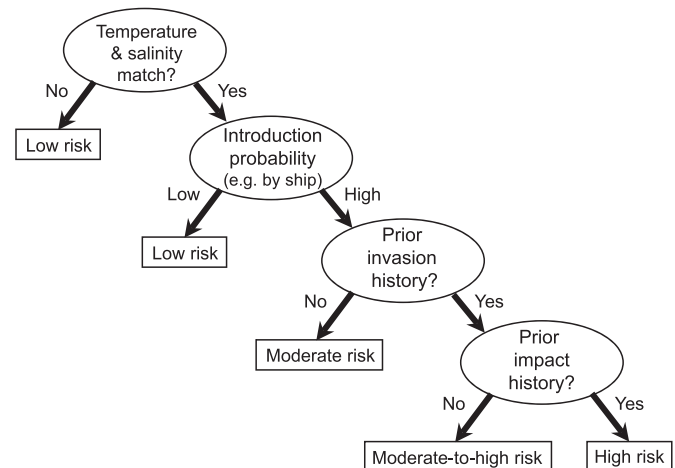 Temperature
& salinity
match?
No
Yes
Low risk
Introduction
probability
(e.g. by ship)
Low
High
Low risk
Prior
invasion
history?
No
Yes
Moderate risk
Prior
impact
history?
No
Yes
Moderate-to-high risk
High risk